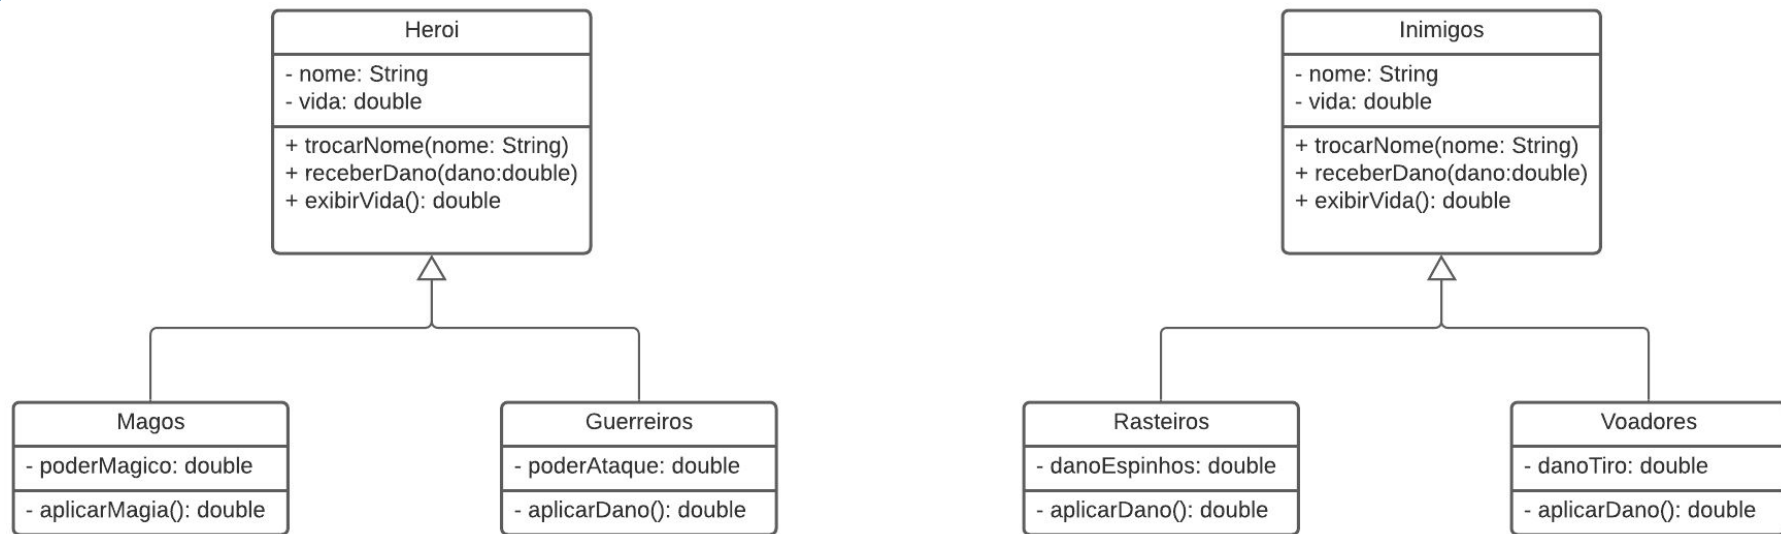 Heroi
- nome: String
- vida: double
+ trocarNome(nome: String)
+ receberDano(dano:double)
+ exibirVida(): double
Inimigos
- nome: String
- vida: double
+ trocarNome(nome: String)
+ receberDano(dano:double)
+ exibirVida(): double
Magos
- poderMagico: double
- aplicarMagia(): double
Guerreiros
- poderAtaque: double
- aplicarDano(): double
Rasteiros
- danoEspinhos: double
- aplicarDano(): double
Voadores
- danoTiro: double
- aplicarDano(): double